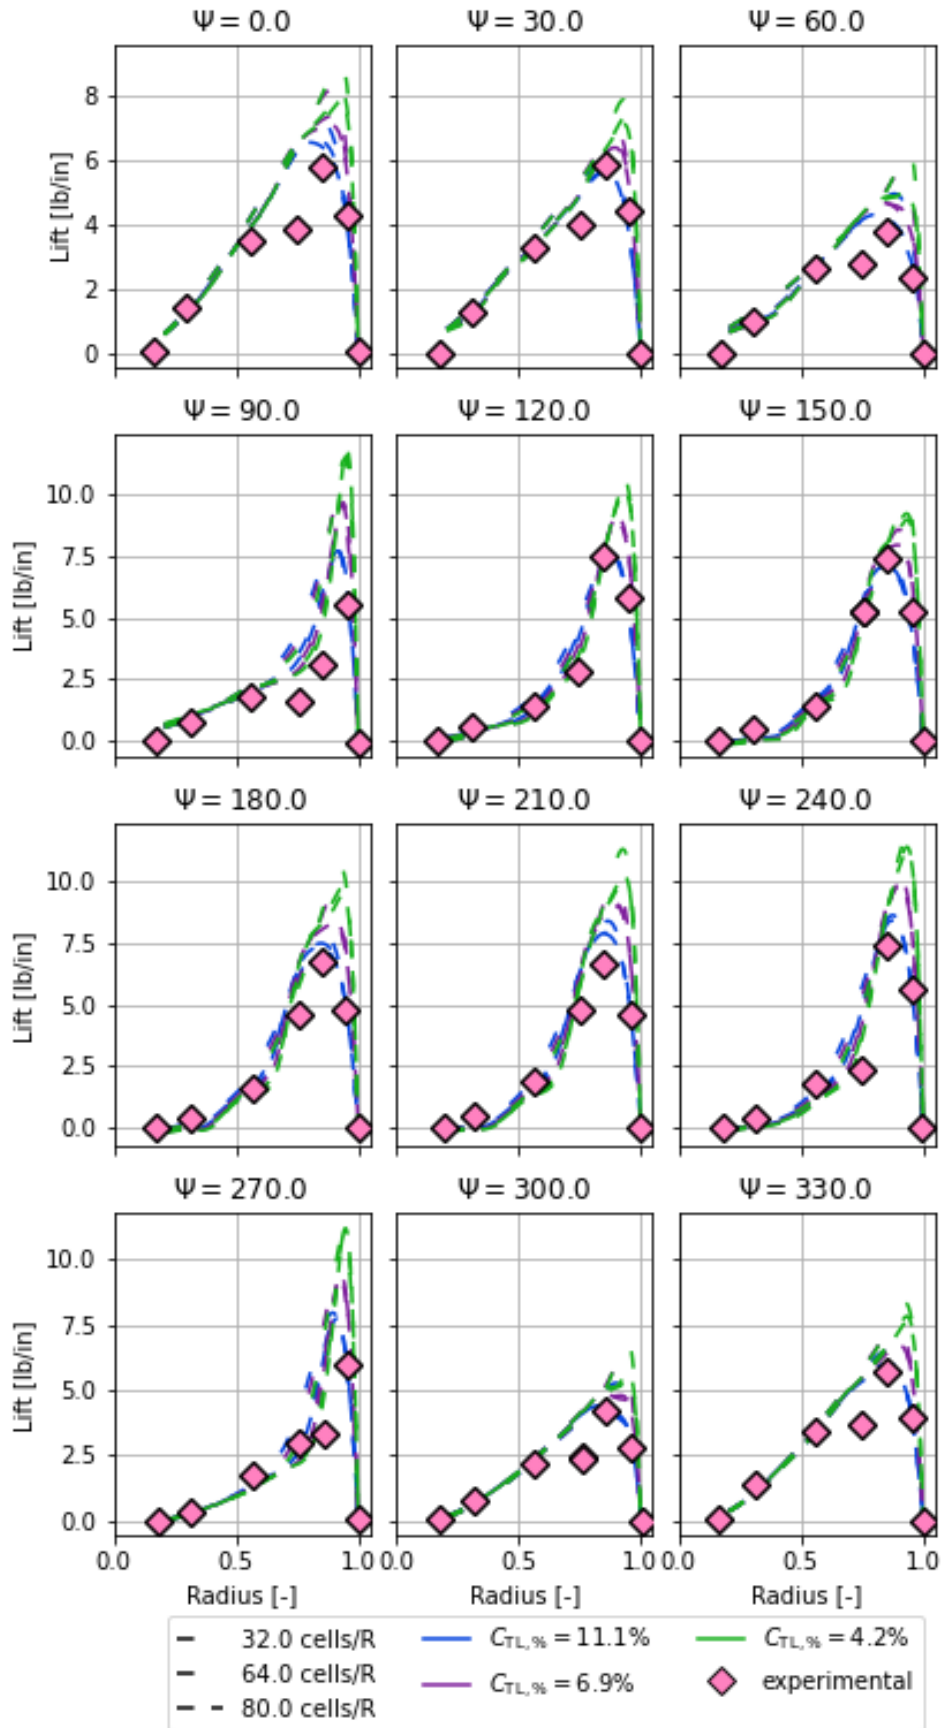 Ψ = 0.0 Ψ = 30.0 Ψ = 60.0
8
6
4
2
0
Lift [lb/in]
Ψ = 90.0 Ψ = 120.0 Ψ = 150.0
10.0
7.5
5.0
2.5
0.0
Lift [lb/in]
Ψ = 180.0 Ψ = 210.0 Ψ = 240.0
10.0
7.5
5.0
2.5
0.0
Lift [lb/in]
Ψ = 270.0 Ψ = 300.0 Ψ = 330.0
10.0
7.5
5.0
2.5
0.0
Lift [lb/in]
0.0 0.5 1.0 0.0 0.5 1.0 0.0 0.5 1.0
Radius [-] Radius [-] Radius [-]
32.0 cells/R C_TL,% = 11.1% C_TL,% = 4.2%
64.0 cells/R C_TL,% = 6.9% experimental
80.0 cells/R